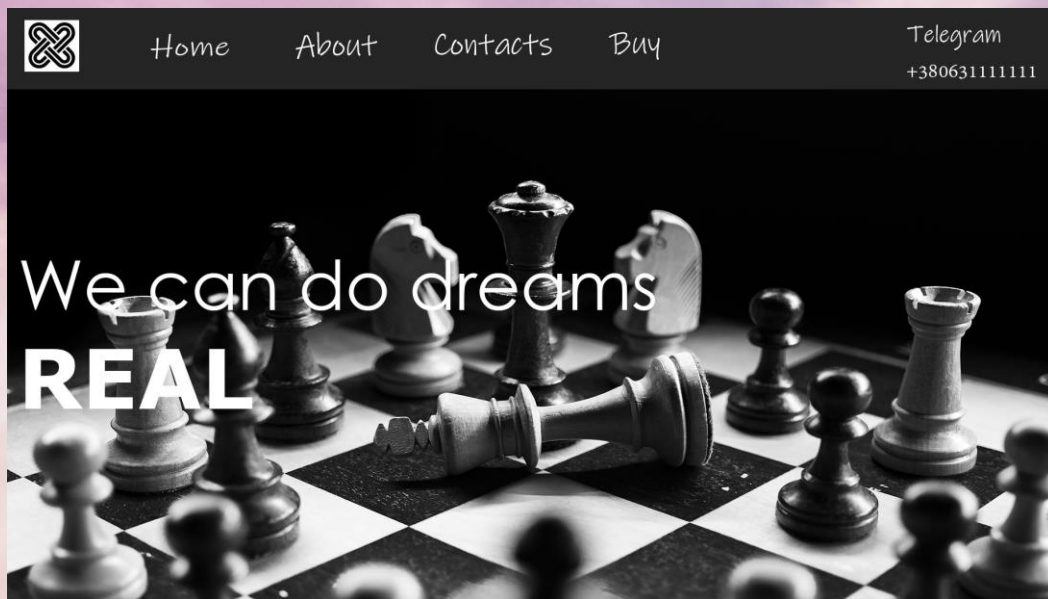 Home About Contacts Buy
Telegram
+380631111111
We can do dreams
REAL